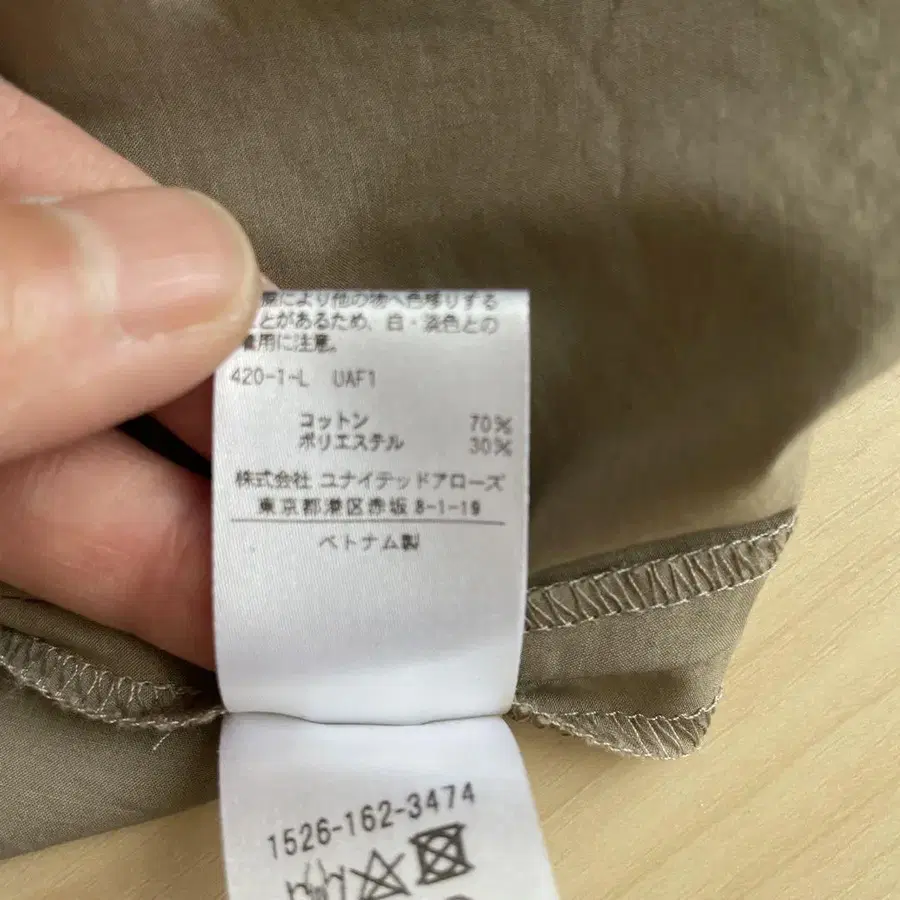 により他の物へ色移りする
ことがあるため、白・淡色との
着用に注意。
420-1-L UAF1
コットン 70%
ポリエステル 30%
株式会社 ユナイテッドアローズ
東京都港区赤坂 8-1-19
ベトナム製
1526-162-3474